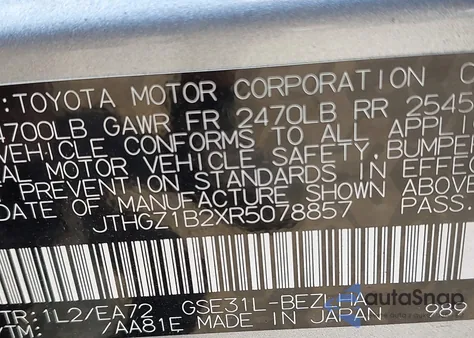 :TOYOTA MOTOR CORPORATION
4700LB GAWR FR 2470LB RR 2545
VEHICLE CONFORMS TO ALL APPLI
AL MOTOR VEHICLE SAFETY, BUMPER
PREVENTION STANDARDS IN EFFEC
DATE OF MANUFACTURE SHOWN ABOVE
JTHGZ1B2XR5078857 PASS.
TR:1L2/EA72 GSE31L-BEZLHA
/AA81E MADE IN JAPAN 989
autoSnap